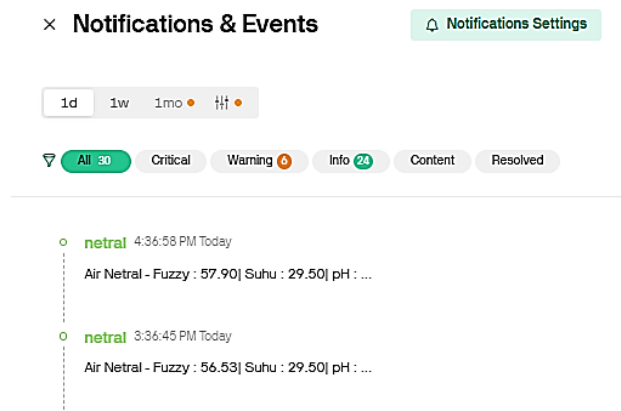 × Notifications & Events
Notifications Settings
1d 1w 1mo
All 30 Critical Warning 6 Info 24 Content Resolved
netral 4:36:58 PM Today
Air Netral - Fuzzy : 57.90| Suhu : 29.50| pH : ...
netral 3:36:45 PM Today
Air Netral - Fuzzy : 56.53| Suhu : 29.50| pH : ...